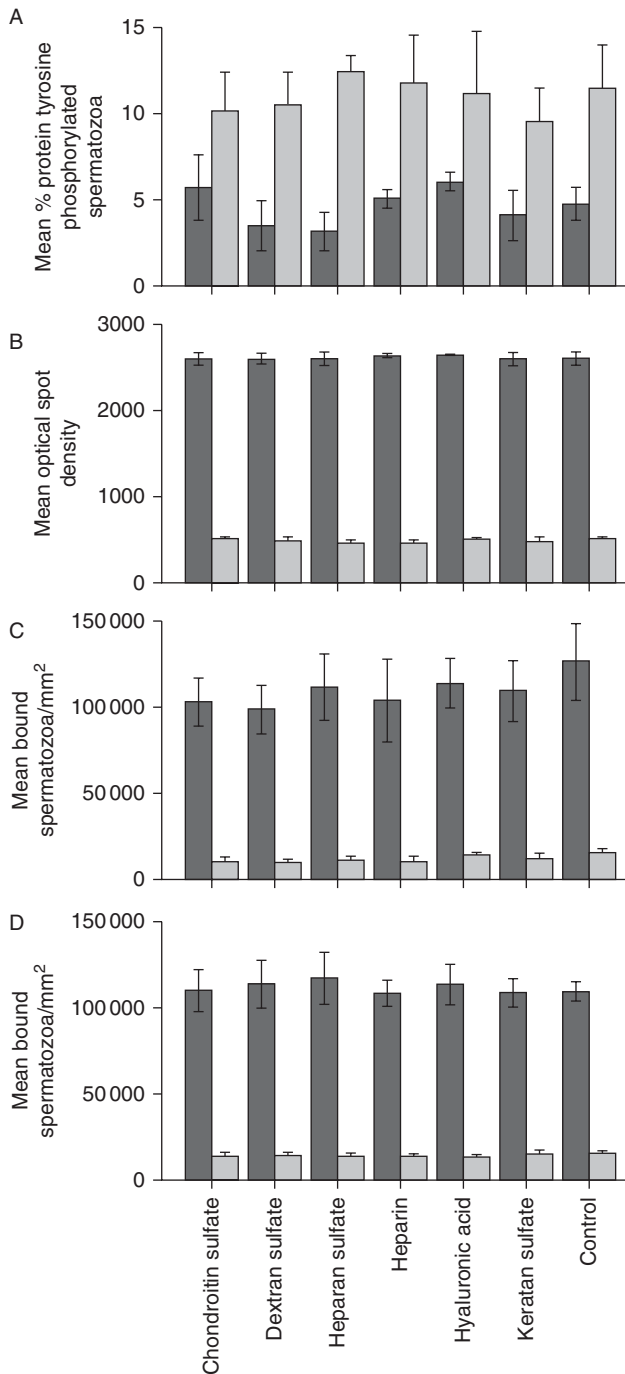 A
Mean % protein tyrosine
phosphorylated
spermatozoa
15
10
5
0
B
Mean optical spot
density
3000
2000
1000
0
C
Mean bound
spermatozoa/mm²
150 000
100 000
50 000
0
D
Mean bound
spermatozoa/mm²
150 000
100 000
50 000
0
Chondroitin sulfate
Dextran sulfate
Heparan sulfate
Heparin
Hyaluronic acid
Keratan sulfate
Control